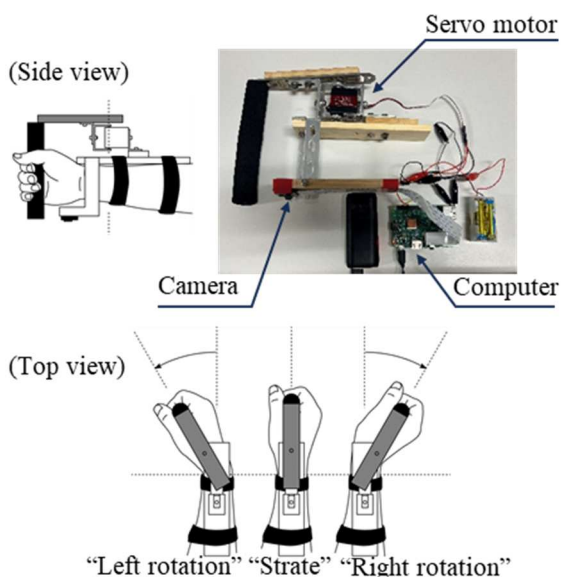 Servo motor
(Side view)
Camera
Computer
(Top view)
“Left rotation” “Strate” “Right rotation”